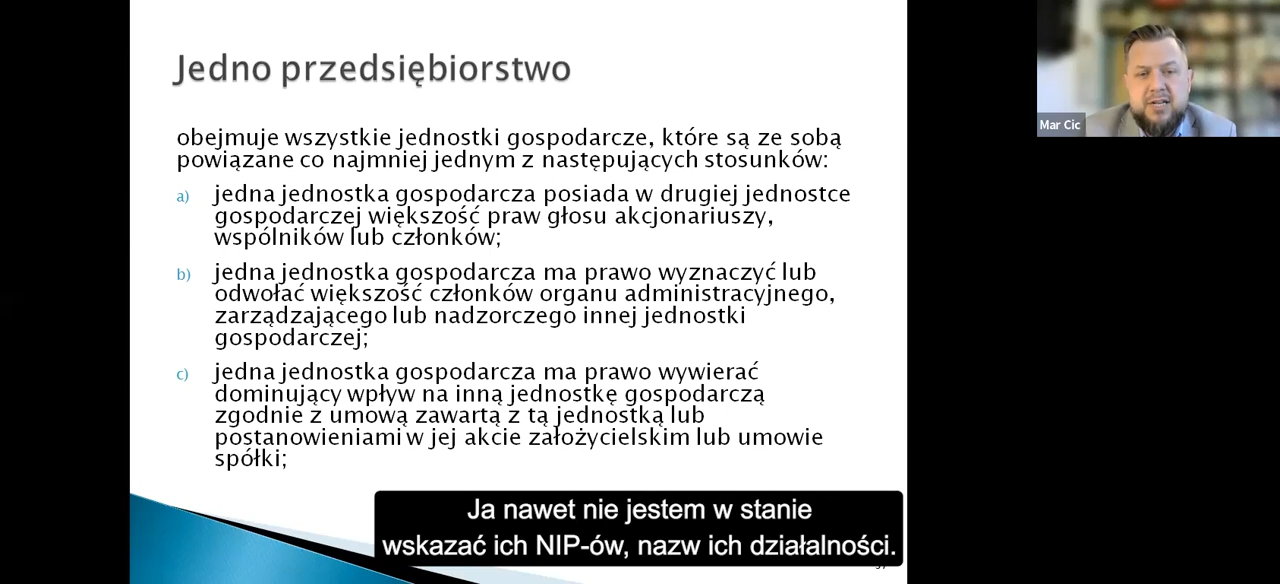 Jedno przedsiębiorstwo
obejmuje wszystkie jednostki gospodarcze, które są ze sobą
powiązane co najmniej jednym z następujących stosunków:
a) jedna jednostka gospodarcza posiada w drugiej jednostce
gospodarczej większość praw głosu akcjonariuszy,
wspólników lub członków;
b) jedna jednostka gospodarcza ma prawo wyznaczyć lub
odwołać większość członków organu administracyjnego,
zarządzającego lub nadzorczego innej jednostki
gospodarczej;
c) jedna jednostka gospodarcza ma prawo wywierać
dominujący wpływ na inną jednostkę gospodarczą
zgodnie z umową zawartą z tą jednostką lub
postanowieniami w jej akcie założycielskim lub umowie
spółki;
Mar Cic
Ja nawet nie jestem w stanie
wskazać ich NIP-ów, nazw ich działalności.